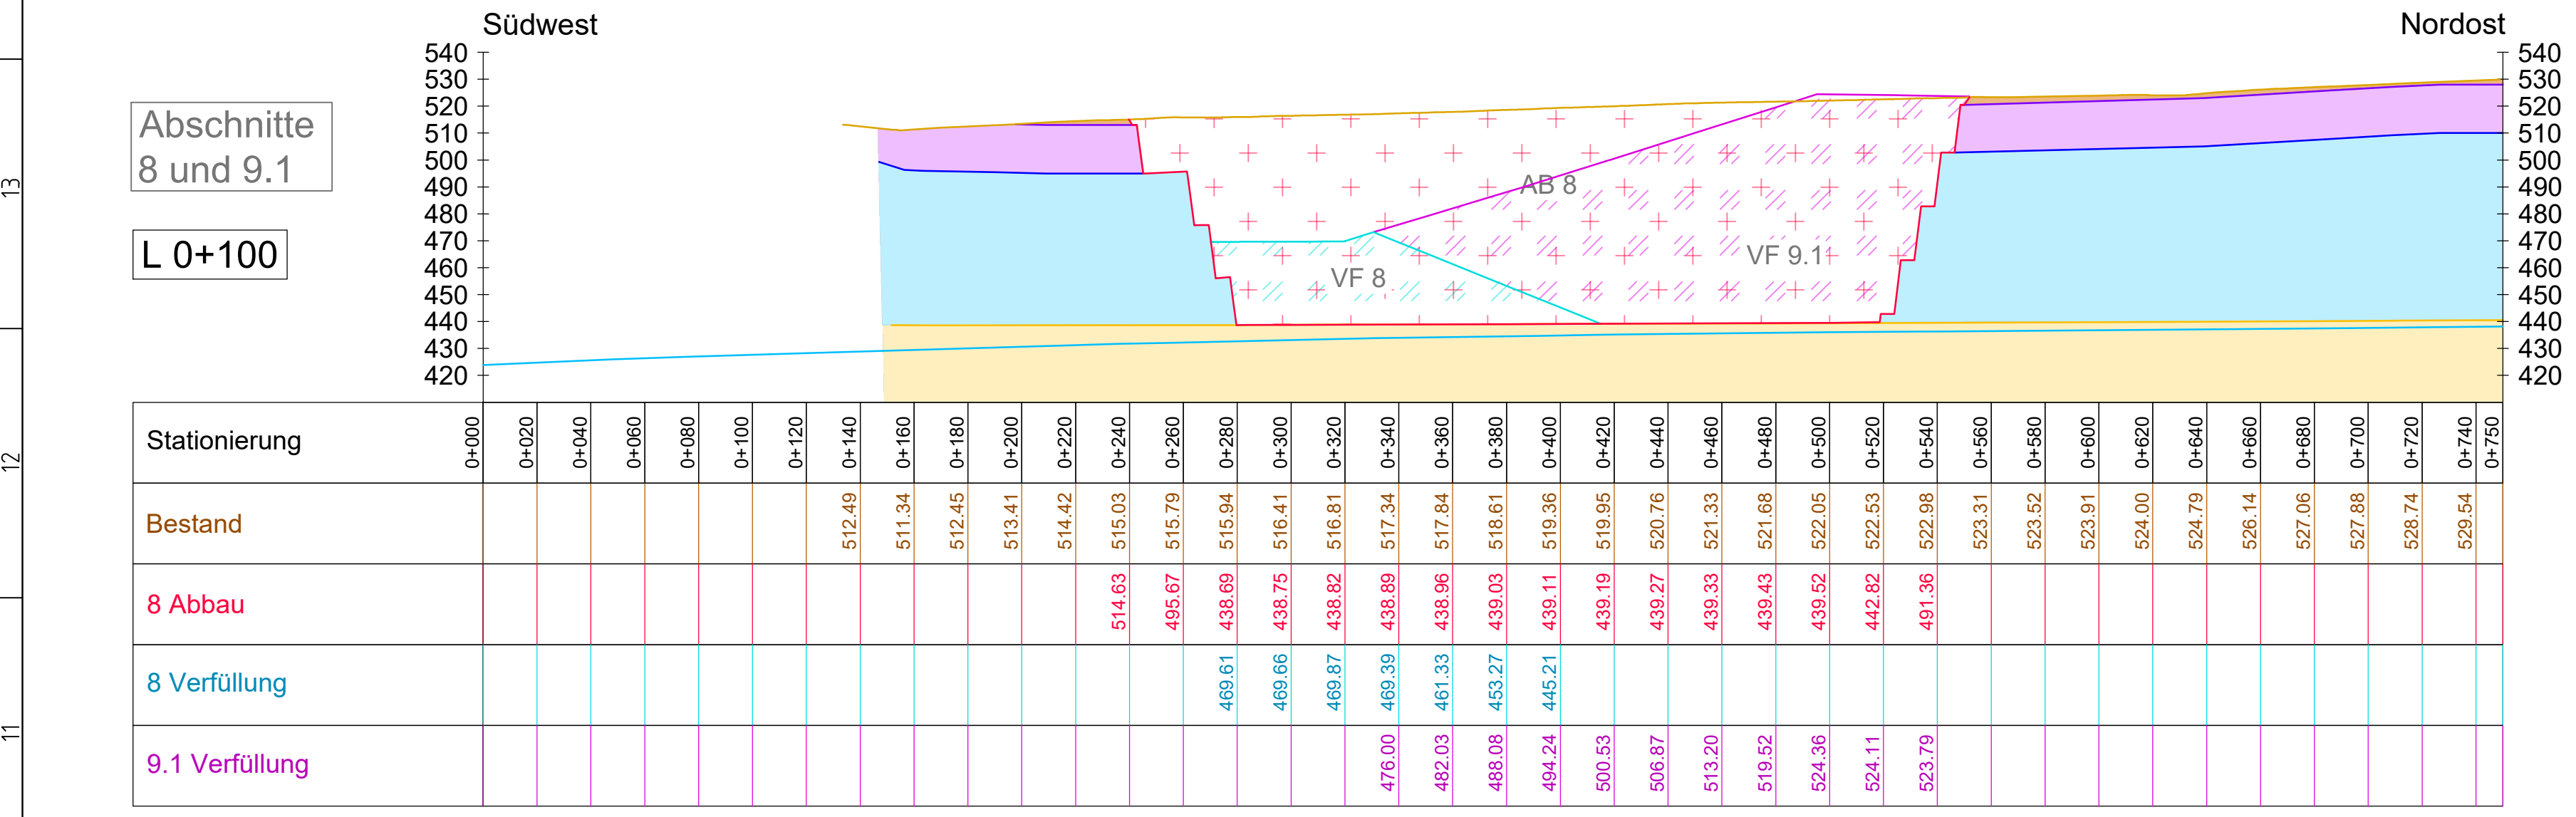 Südwest
Nordost
540 540
530 530
520 520
510 510
500 500
490 490
480 480
470 470
460 460
450 450
440 440
430 430
420 420
Abschnitte
8 und 9.1
L 0+100
AB 8
VF 8
VF 9.1
13
12
11
Stationierung 0+000 0+020 0+040 0+060 0+080 0+100 0+120 0+140 0+160 0+180 0+200 0+220 0+240 0+260 0+280 0+300 0+320 0+340 0+360 0+380 0+400 0+420 0+440 0+460 0+480 0+500 0+520 0+540 0+560 0+580 0+600 0+620 0+640 0+660 0+680 0+700 0+720 0+740 0+750
Bestand 512.49 511.34 512.45 513.41 514.42 515.03 515.79 515.94 516.41 516.81 517.34 517.84 518.61 519.36 519.95 520.76 521.33 521.68 522.05 522.53 522.98 523.31 523.52 523.91 524.00 524.79 526.14 527.06 527.88 528.74 529.54
8 Abbau 514.63 495.67 438.69 438.75 438.82 438.89 438.96 439.03 439.11 439.19 439.27 439.33 439.43 439.52 442.82 491.36
8 Verfüllung 469.61 469.66 469.87 469.39 461.33 453.27 445.21
9.1 Verfüllung 476.00 482.03 488.08 494.24 500.53 506.87 513.20 519.52 524.36 524.11 523.79